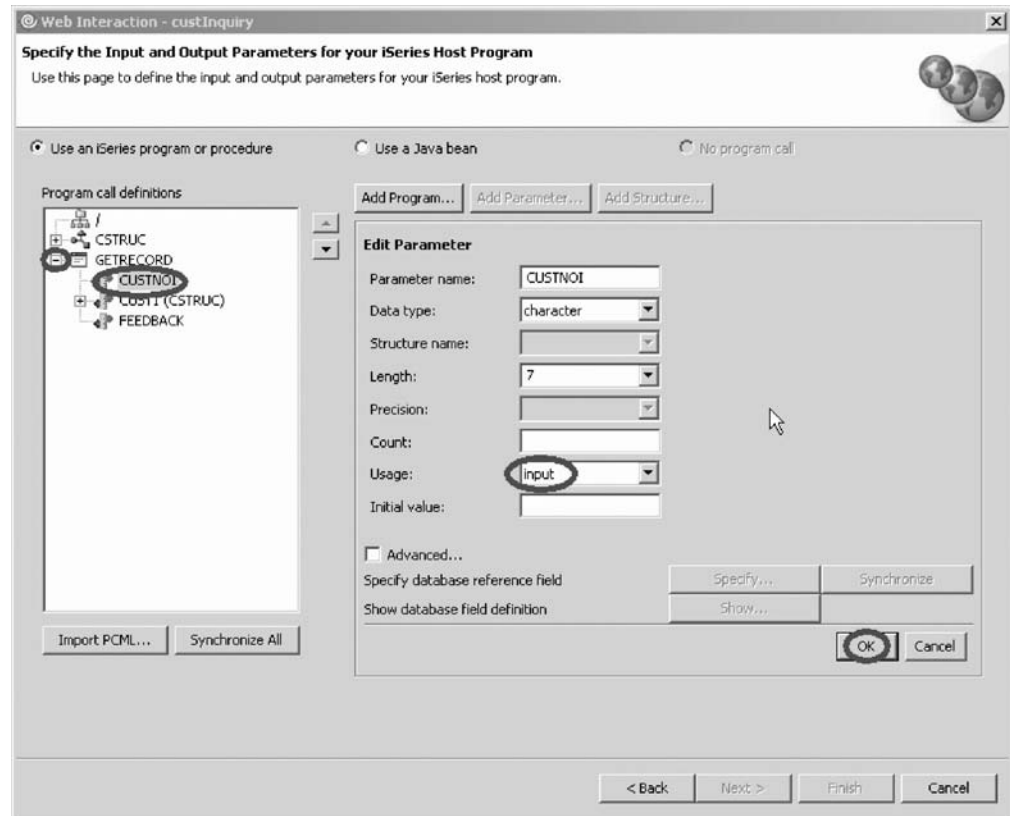 Web Interaction - custInquiry
Specify the Input and Output Parameters for your iSeries Host Program
Use this page to define the input and output parameters for your iSeries host program.
Use an iSeries program or procedure
Use a Java bean
No program call
Program call definitions
Add Program...
Add Parameter...
Add Structure...
/
CSTRUC
GETRECORD
CUSTNOI
CUSTI (CSTRUC)
FEEDBACK
Edit Parameter
Parameter name: CUSTNOI
Data type: character
Structure name:
Length: 7
Precision:
Count:
Usage: input
Initial value:
Advanced...
Specify database reference field Specify... Synchronize
Show database field definition Show...
Import PCML... Synchronize All
OK Cancel
< Back Next > Finish Cancel